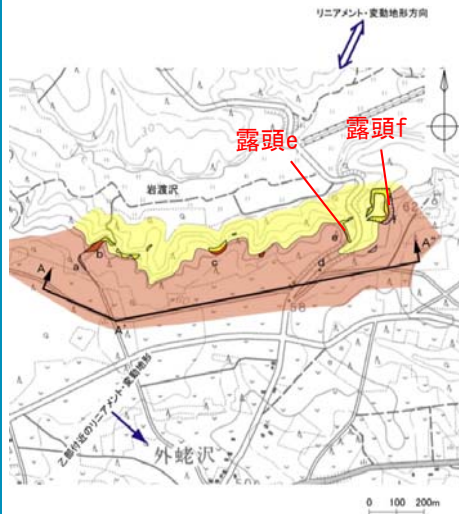 リニアメント・変動地形方向
露頭e
露頭f
岩渡沢
A
a
b
c
d
e
f
A'
A''
乙部付近のリニアメント・変動地形
外蛯沢
0 100 200m